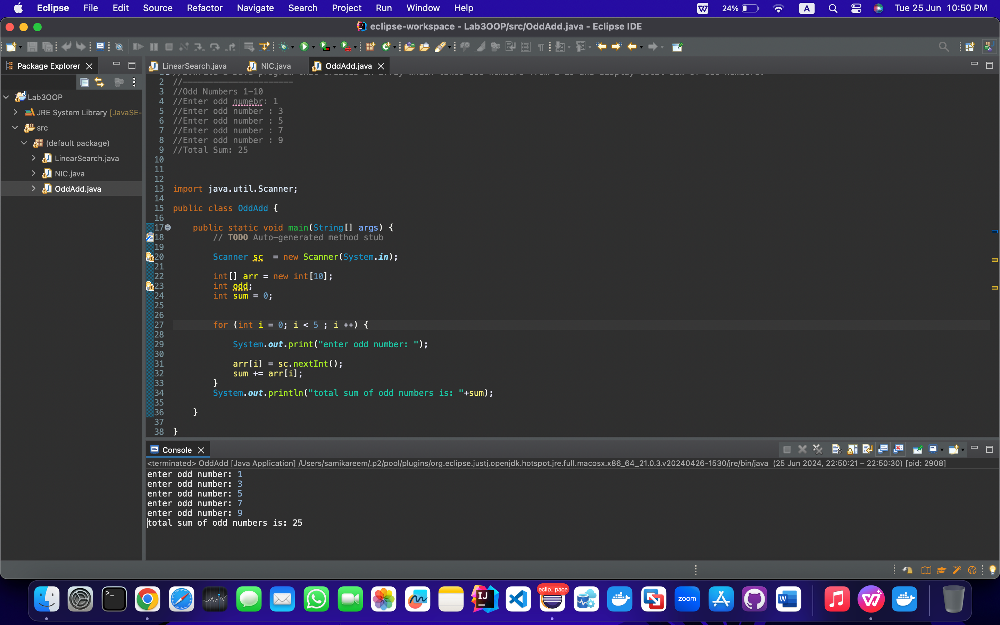 Eclipse File Edit Source Refactor Navigate Search Project Run Window Help 24% A Tue 25 Jun 10:50 PM
eclipse-workspace - Lab3OOP/src/OddAdd.java - Eclipse IDE
Package Explorer
LinearSearch.java NIC.java OddAdd.java
Lab3OOP
JRE System Library [JavaSE-
src
(default package)
LinearSearch.java
NIC.java
OddAdd.java
2 //----------------------
3 //Odd Numbers 1-10
4 //Enter odd numebr: 1
5 //Enter odd number : 3
6 //Enter odd number : 5
7 //Enter odd number : 7
8 //Enter odd number : 9
9 //Total Sum: 25
10
11
12
13 import java.util.Scanner;
14
15 public class OddAdd {
16
17 public static void main(String[] args) {
18 // TODO Auto-generated method stub
19
20 Scanner sc  = new Scanner(System.in);
21
22 int[] arr = new int[10];
23 int odd;
24 int sum = 0;
25
26
27 for (int i = 0; i < 5 ; i ++) {
28
29 System.out.print("enter odd number: ");
30
31 arr[i] = sc.nextInt();
32 sum += arr[i];
33 }
34 System.out.println("total sum of odd numbers is: "+sum);
35
36 }
37
38 }
Console
<terminated> OddAdd [Java Application] /Users/samikareem/.p2/pool/plugins/org.eclipse.justj.openjdk.hotspot.jre.full.macosx.x86_64_21.0.3.v20240426-1530/jre/bin/java (25 Jun 2024, 22:50:21 – 22:50:30) [pid: 2908]
enter odd number: 1
enter odd number: 3
enter odd number: 5
enter odd number: 7
enter odd number: 9
total sum of odd numbers is: 25
eclip...pace
IJ
zoom
W